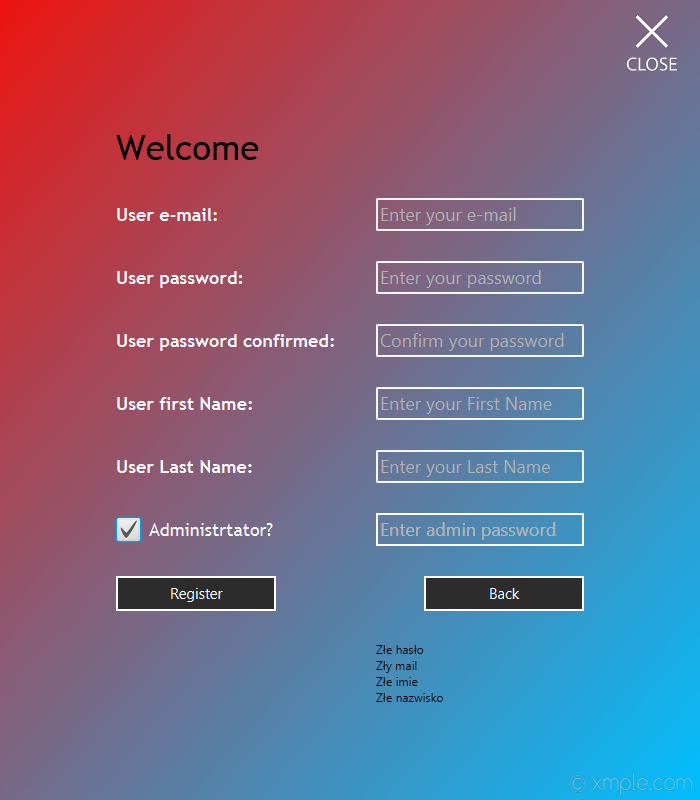 CLOSE
Welcome
User e-mail: Enter your e-mail
User password: Enter your password
User password confirmed: Confirm your password
User first Name: Enter your First Name
User Last Name: Enter your Last Name
Administrtator? Enter admin password
Register Back
Złe hasło
Zły mail
Złe imie
Złe nazwisko
© xmple.com